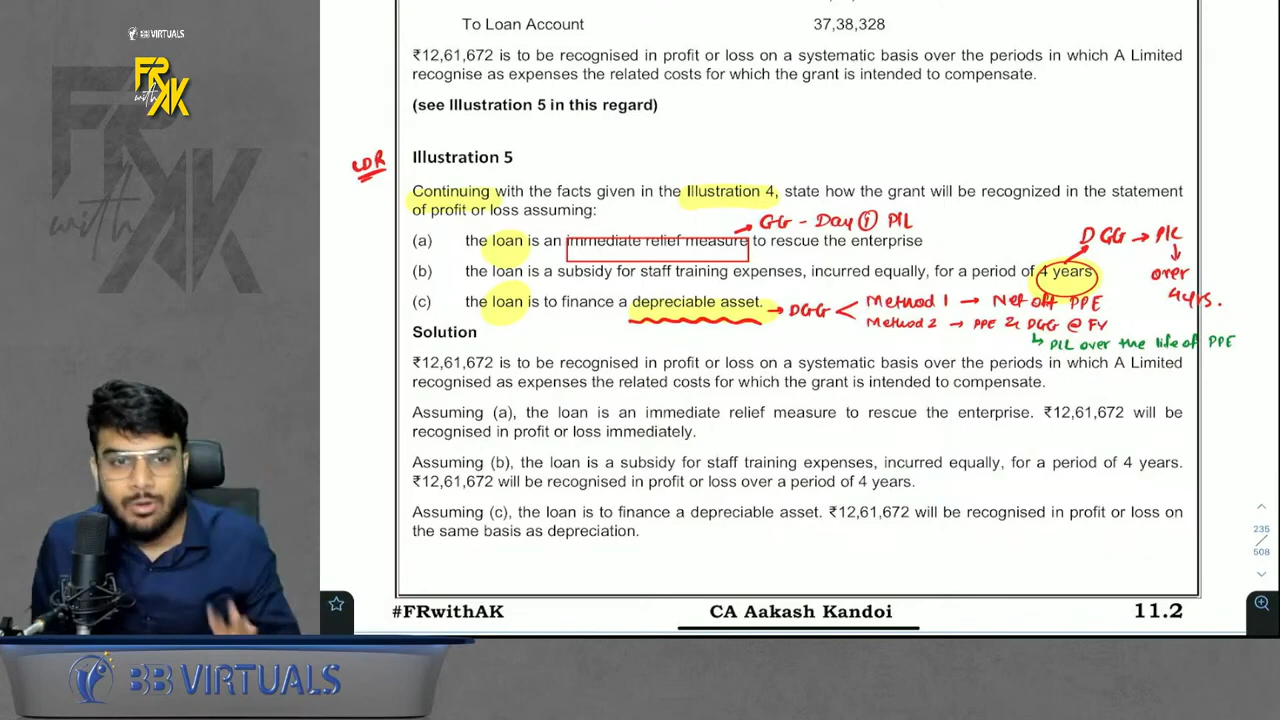 BB VIRTUALS
FR
with
AK
FR
with
AK
To Loan Account 37,38,328
₹12,61,672 is to be recognised in profit or loss on a systematic basis over the periods in which A Limited
recognise as expenses the related costs for which the grant is intended to compensate.
(see Illustration 5 in this regard)
LDR
Illustration 5
Continuing with the facts given in the Illustration 4, state how the grant will be recognized in the statement
of profit or loss assuming:
GG - Day 1 P/L
(a) the loan is an immediate relief measure to rescue the enterprise
DGG → P/L
↓
over
4 yrs.
(b) the loan is a subsidy for staff training expenses, incurred equally, for a period of 4 years
(c) the loan is to finance a depreciable asset. → DGG < Method 1 → Net off PPE
Method 2 → PPE & DGG @ FV
↳ P/L over the life of PPE
Solution
₹12,61,672 is to be recognised in profit or loss on a systematic basis over the periods in which A Limited
recognised as expenses the related costs for which the grant is intended to compensate.
Assuming (a), the loan is an immediate relief measure to rescue the enterprise. ₹12,61,672 will be
recognised in profit or loss immediately.
Assuming (b), the loan is a subsidy for staff training expenses, incurred equally, for a period of 4 years.
₹12,61,672 will be recognised in profit or loss over a period of 4 years.
Assuming (c), the loan is to finance a depreciable asset. ₹12,61,672 will be recognised in profit or loss on
the same basis as depreciation.
235
/
508
#FRwithAK CA Aakash Kandoi 11.2
BB VIRTUALS